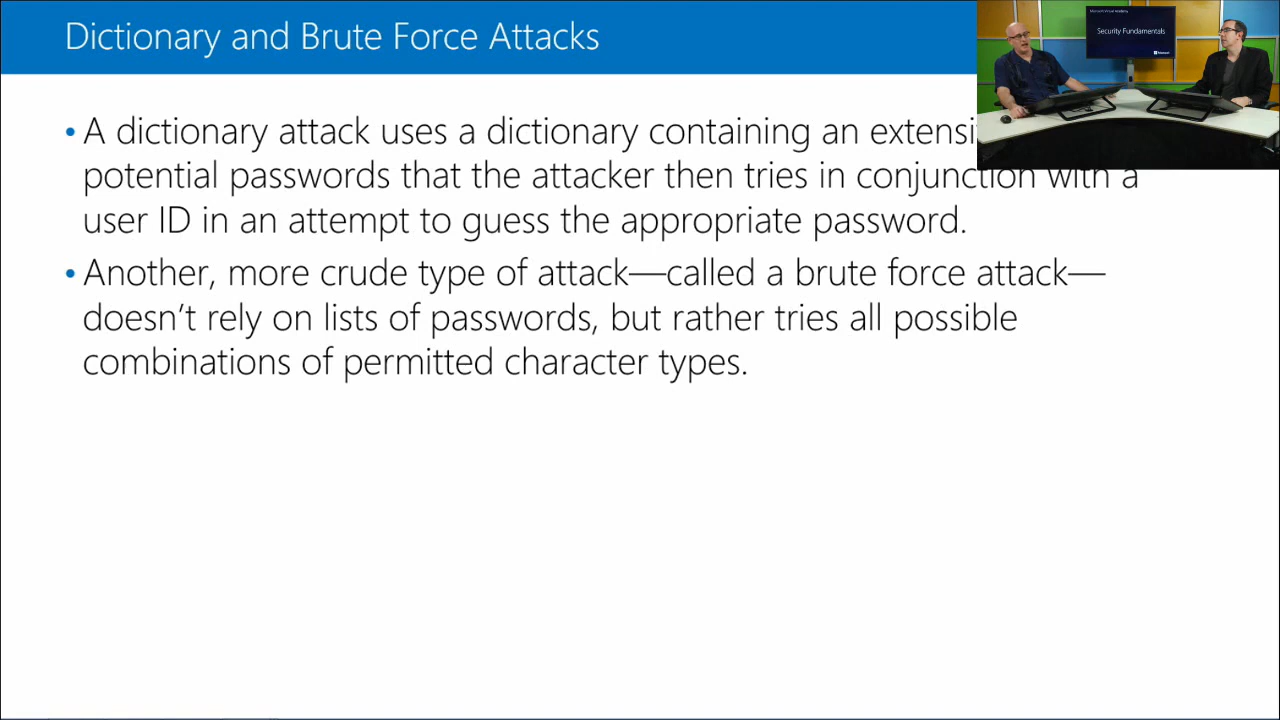 Dictionary and Brute Force Attacks
Microsoft Virtual Academy
Security Fundamentals
• A dictionary attack uses a dictionary containing an
potential passwords that the attacker then tries in conjunction with a
user ID in an attempt to guess the appropriate password.
• Another, more crude type of attack—called a brute force attack—
doesn't rely on lists of passwords, but rather tries all possible
combinations of permitted character types.